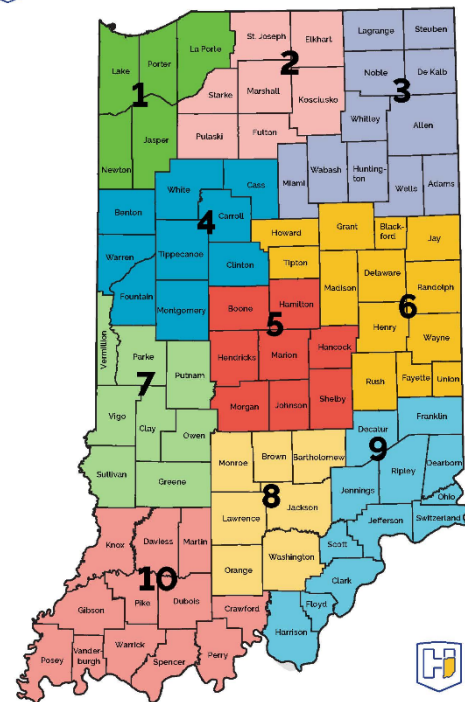 Lake
Porter
La Porte
1
Newton
Jasper
St. Joseph
Elkhart
2
Starke
Marshall
Kosciusko
Pulaski
Fulton
Lagrange
Steuben
Noble
De Kalb
3
Whitley
Allen
Miami
Wabash
Hunting-
ton
Wells
Adams
White
Cass
4
Carroll
Benton
Warren
Tippecanoe
Clinton
Fountain
Montgomery
Howard
Tipton
Grant
Black-
ford
Jay
Madison
Delaware
Randolph
6
Henry
Wayne
Rush
Fayette
Union
Boone
Hamilton
5
Hendricks
Marion
Hancock
Morgan
Johnson
Shelby
Vermillion
Parke
Putnam
7
Vigo
Clay
Owen
Sullivan
Greene
Monroe
Brown
Bartholomew
8
Lawrence
Jackson
Orange
Washington
Decatur
Franklin
9
Jennings
Ripley
Dearborn
Ohio
Jefferson
Switzerland
Scott
Clark
Floyd
Harrison
Knox
Daviess
Martin
10
Gibson
Pike
Dubois
Crawford
Posey
Vander-
burgh
Warrick
Spencer
Perry